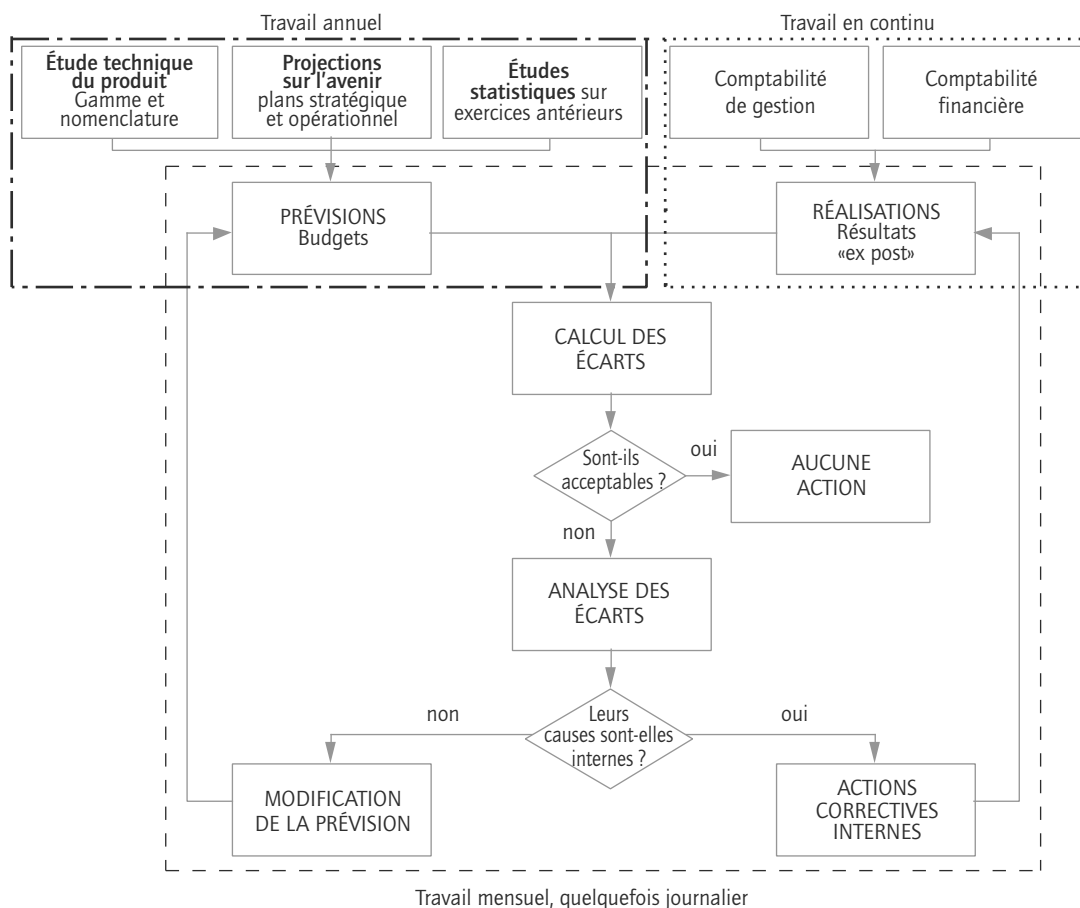 Travail annuel
Travail en continu
Étude technique
du produit
Gamme et
nomenclature
Projections
sur l'avenir
plans stratégique
et opérationnel
Études
statistiques sur
exercices antérieurs
Comptabilité
de gestion
Comptabilité
financière
PRÉVISIONS
Budgets
RÉALISATIONS
Résultats
«ex post»
CALCUL DES
ÉCARTS
Sont-ils
acceptables ?
oui
AUCUNE
ACTION
non
ANALYSE DES
ÉCARTS
Leurs
causes sont-elles
internes ?
non
oui
MODIFICATION
DE LA PRÉVISION
ACTIONS
CORRECTIVES
INTERNES
Travail mensuel, quelquefois journalier